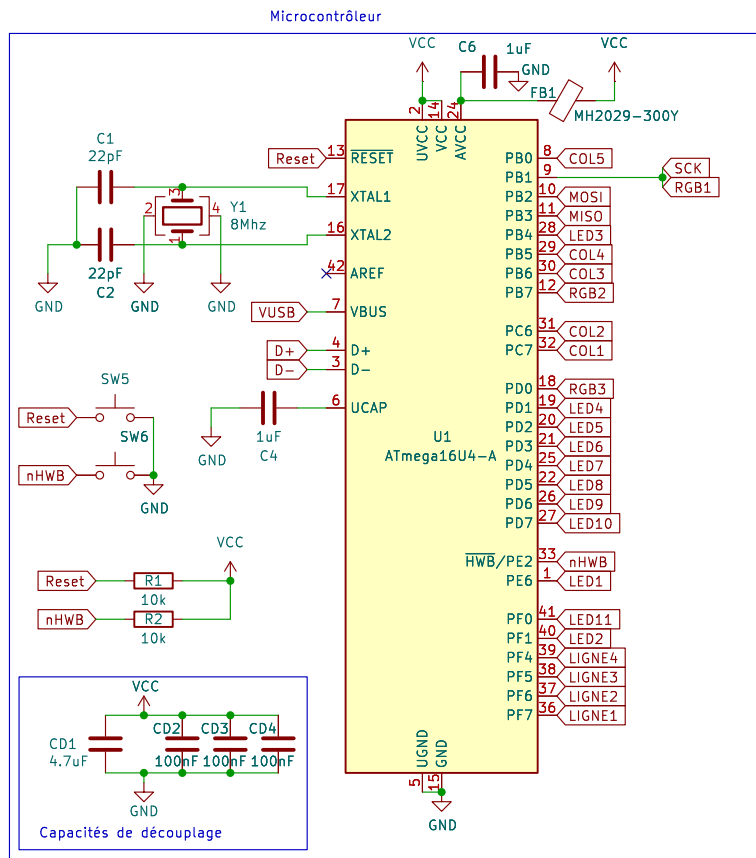 Microcontrôleur
VCC
C6
1uF
GND
VCC
FB1
MH2029-300Y
2
14
24
UVCC
VCC
AVCC
Reset
13
RESET
PB0
8
COL5
PB1
9
SCK
RGB1
C1
22pF
17
XTAL1
PB2
10
MOSI
3
2
4
1
Y1
8Mhz
PB3
11
MISO
16
XTAL2
PB4
28
LED3
22pF
C2
PB5
29
COL4
42
AREF
PB6
30
COL3
GND
GND
GND
PB7
12
RGB2
VUSB
7
VBUS
PC6
31
COL2
D+
4
D+
PC7
32
COL1
D-
3
D-
PD0
18
RGB3
SW5
6
UCAP
PD1
19
LED4
Reset
PD2
20
LED5
SW6
1uF
C4
GND
U1
ATmega16U4-A
PD3
21
LED6
PD4
25
LED7
nHWB
PD5
22
LED8
GND
PD6
26
LED9
PD7
27
LED10
VCC
HWB/PE2
33
nHWB
Reset
R1
10k
PE6
1
LED1
nHWB
R2
10k
PF0
41
LED11
PF1
40
LED2
PF4
39
LIGNE4
PF5
38
LIGNE3
PF6
37
LIGNE2
PF7
36
LIGNE1
VCC
CD1
4.7uF
CD2
100nF
CD3
100nF
CD4
100nF
GND
Capacités de découplage
UGND
GND
5
15
GND